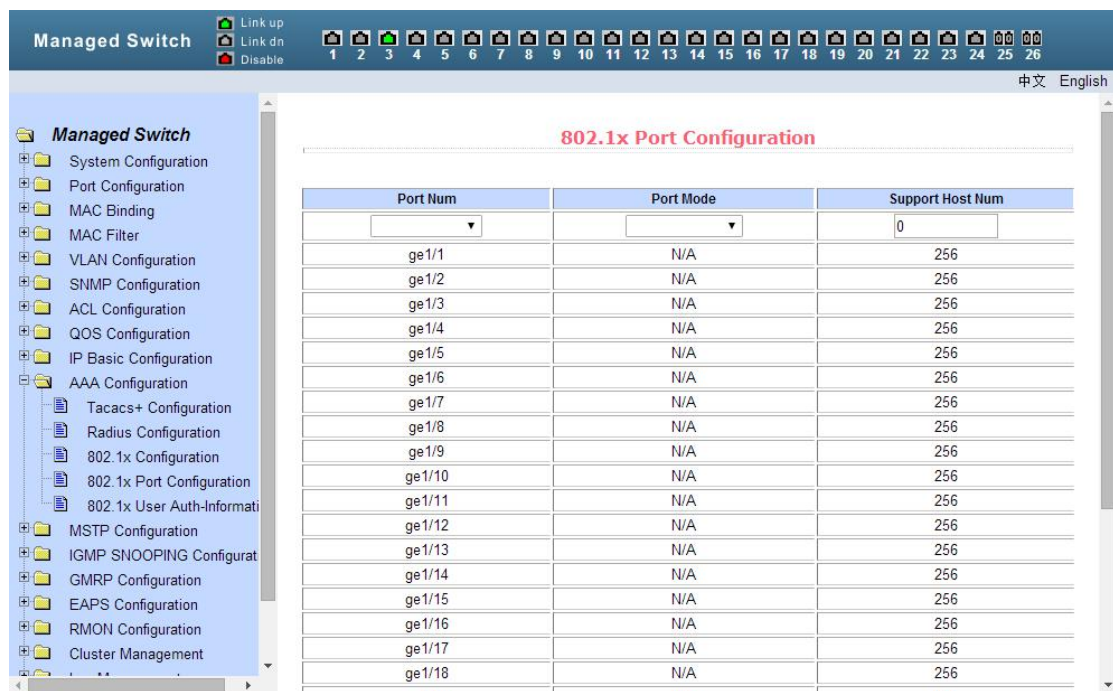 Managed Switch
Link up
Link dn
Disable
1 2 3 4 5 6 7 8 9 10 11 12 13 14 15 16 17 18 19 20 21 22 23 24 25 26
中文 English
Managed Switch
System Configuration
Port Configuration
MAC Binding
MAC Filter
VLAN Configuration
SNMP Configuration
ACL Configuration
QOS Configuration
IP Basic Configuration
AAA Configuration
Tacacs+ Configuration
Radius Configuration
802.1x Configuration
802.1x Port Configuration
802.1x User Auth-Informati
MSTP Configuration
IGMP SNOOPING Configurat
GMRP Configuration
EAPS Configuration
RMON Configuration
Cluster Management
802.1x Port Configuration
Port Num Port Mode Support Host Num
0
ge1/1 N/A 256
ge1/2 N/A 256
ge1/3 N/A 256
ge1/4 N/A 256
ge1/5 N/A 256
ge1/6 N/A 256
ge1/7 N/A 256
ge1/8 N/A 256
ge1/9 N/A 256
ge1/10 N/A 256
ge1/11 N/A 256
ge1/12 N/A 256
ge1/13 N/A 256
ge1/14 N/A 256
ge1/15 N/A 256
ge1/16 N/A 256
ge1/17 N/A 256
ge1/18 N/A 256